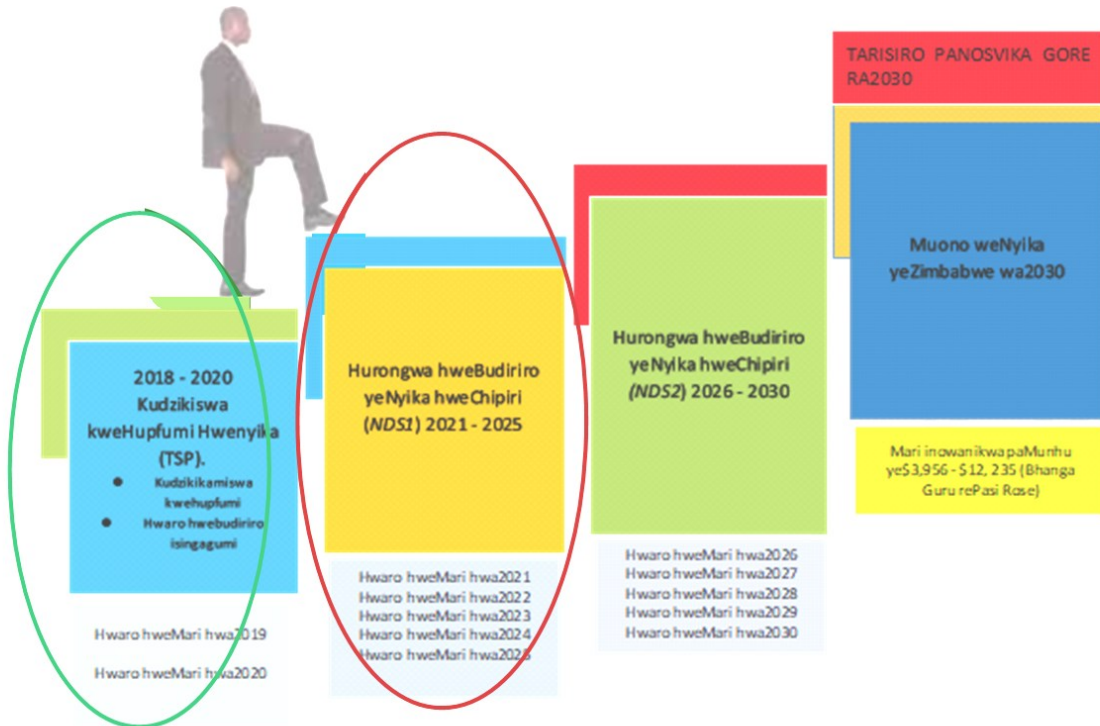 TARISIRO PANOSVIKA GORE
RA2030
Muono weNyika
yeZimbabwe wa2030
Mari inowanikwa paMunhu
ye$3,956 - $12, 235 (Bhanga
Guru rePasi Rose)
Hurongwa hweBudiriro
yeNyika hweChipiri
(NDS2) 2026 - 2030
Hwaro hweMari hwa2026
Hwaro hweMari hwa2027
Hwaro hweMari hwa2028
Hwaro hweMari hwa2029
Hwaro hweMari hwa2030
Hurongwa hweBudiriro
yeNyika hweChipiri
(NDS1) 2021 - 2025
Hwaro hweMari hwa2021
Hwaro hweMari hwa2022
Hwaro hweMari hwa2023
Hwaro hweMari hwa2024
Hwaro hweMari hwa2025
2018 - 2020
Kudzikiswa
kweHupfumi Hwenyika
(TSP).
● Kudzikikamiswa
kwehupfumi
● Hwaro hwebudiriro
isingagumi
Hwaro hweMari hwa2019
Hwaro hweMari hwa2020